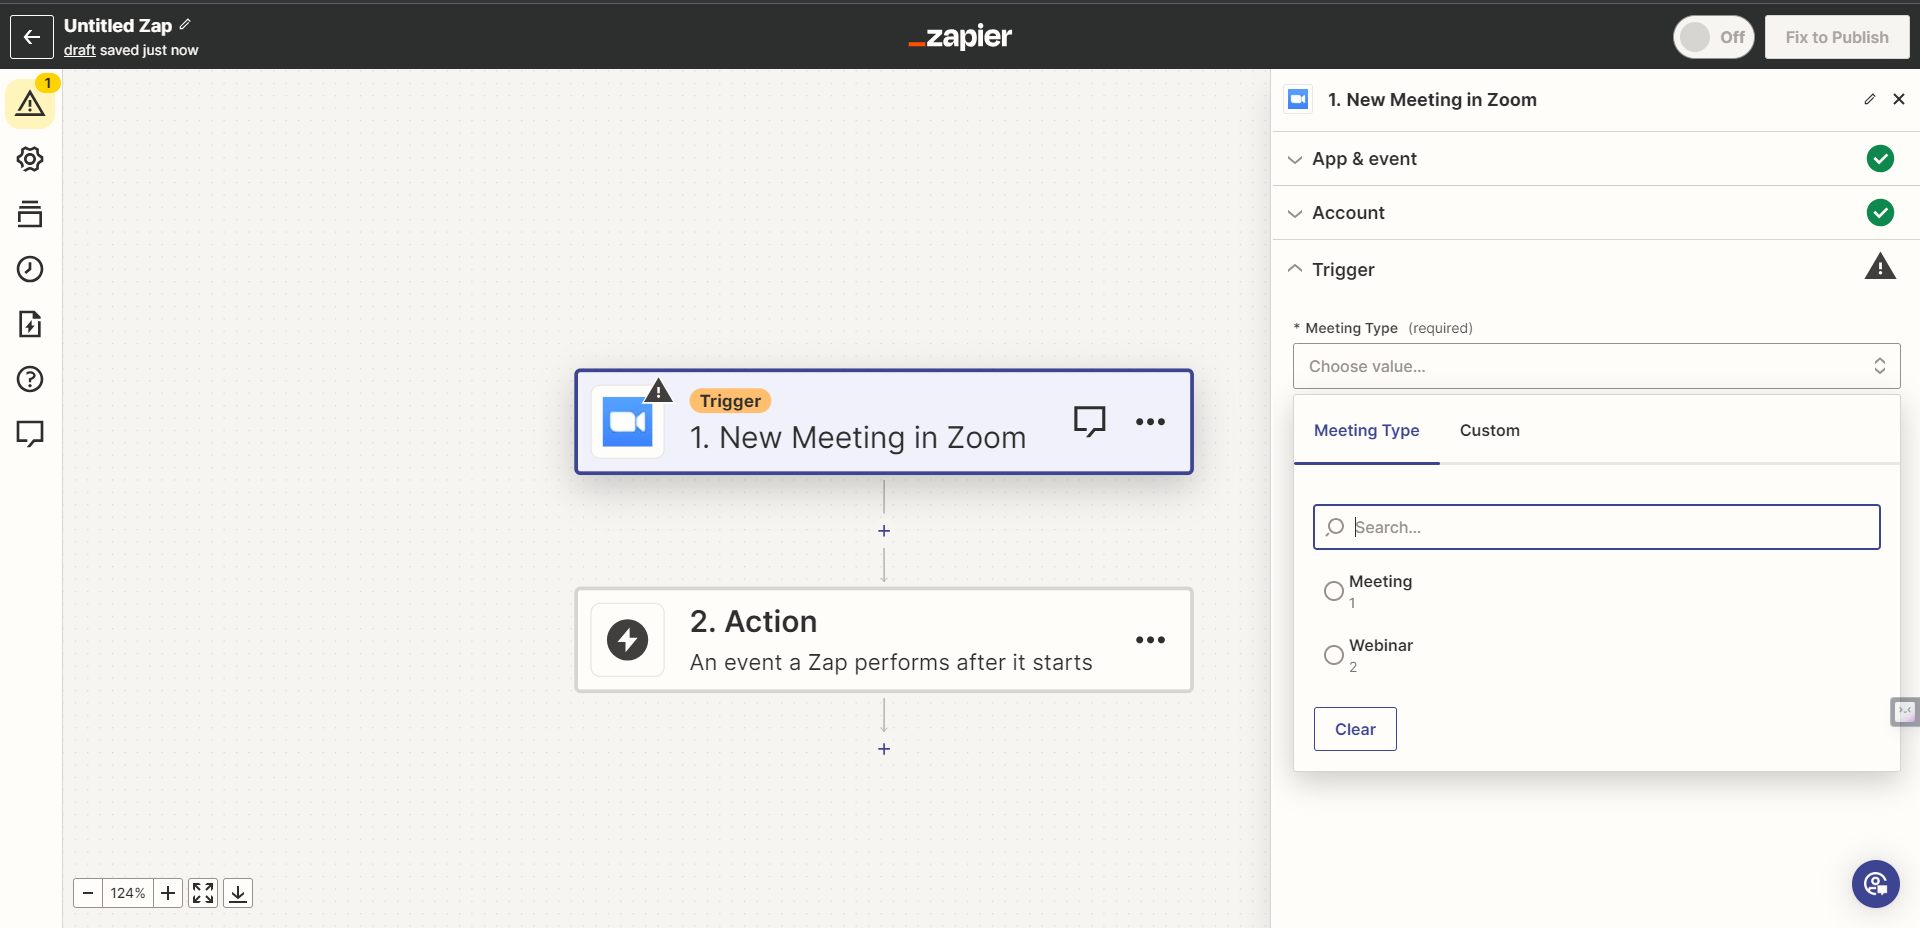 Untitled Zap
draft saved just now
_zapier
Off
Fix to Publish
1
1. New Meeting in Zoom
App & event
Account
Trigger
* Meeting Type (required)
Choose value...
Meeting Type Custom
Search...
Meeting
1
Webinar
2
Clear
Trigger
1. New Meeting in Zoom
2. Action
An event a Zap performs after it starts
124%